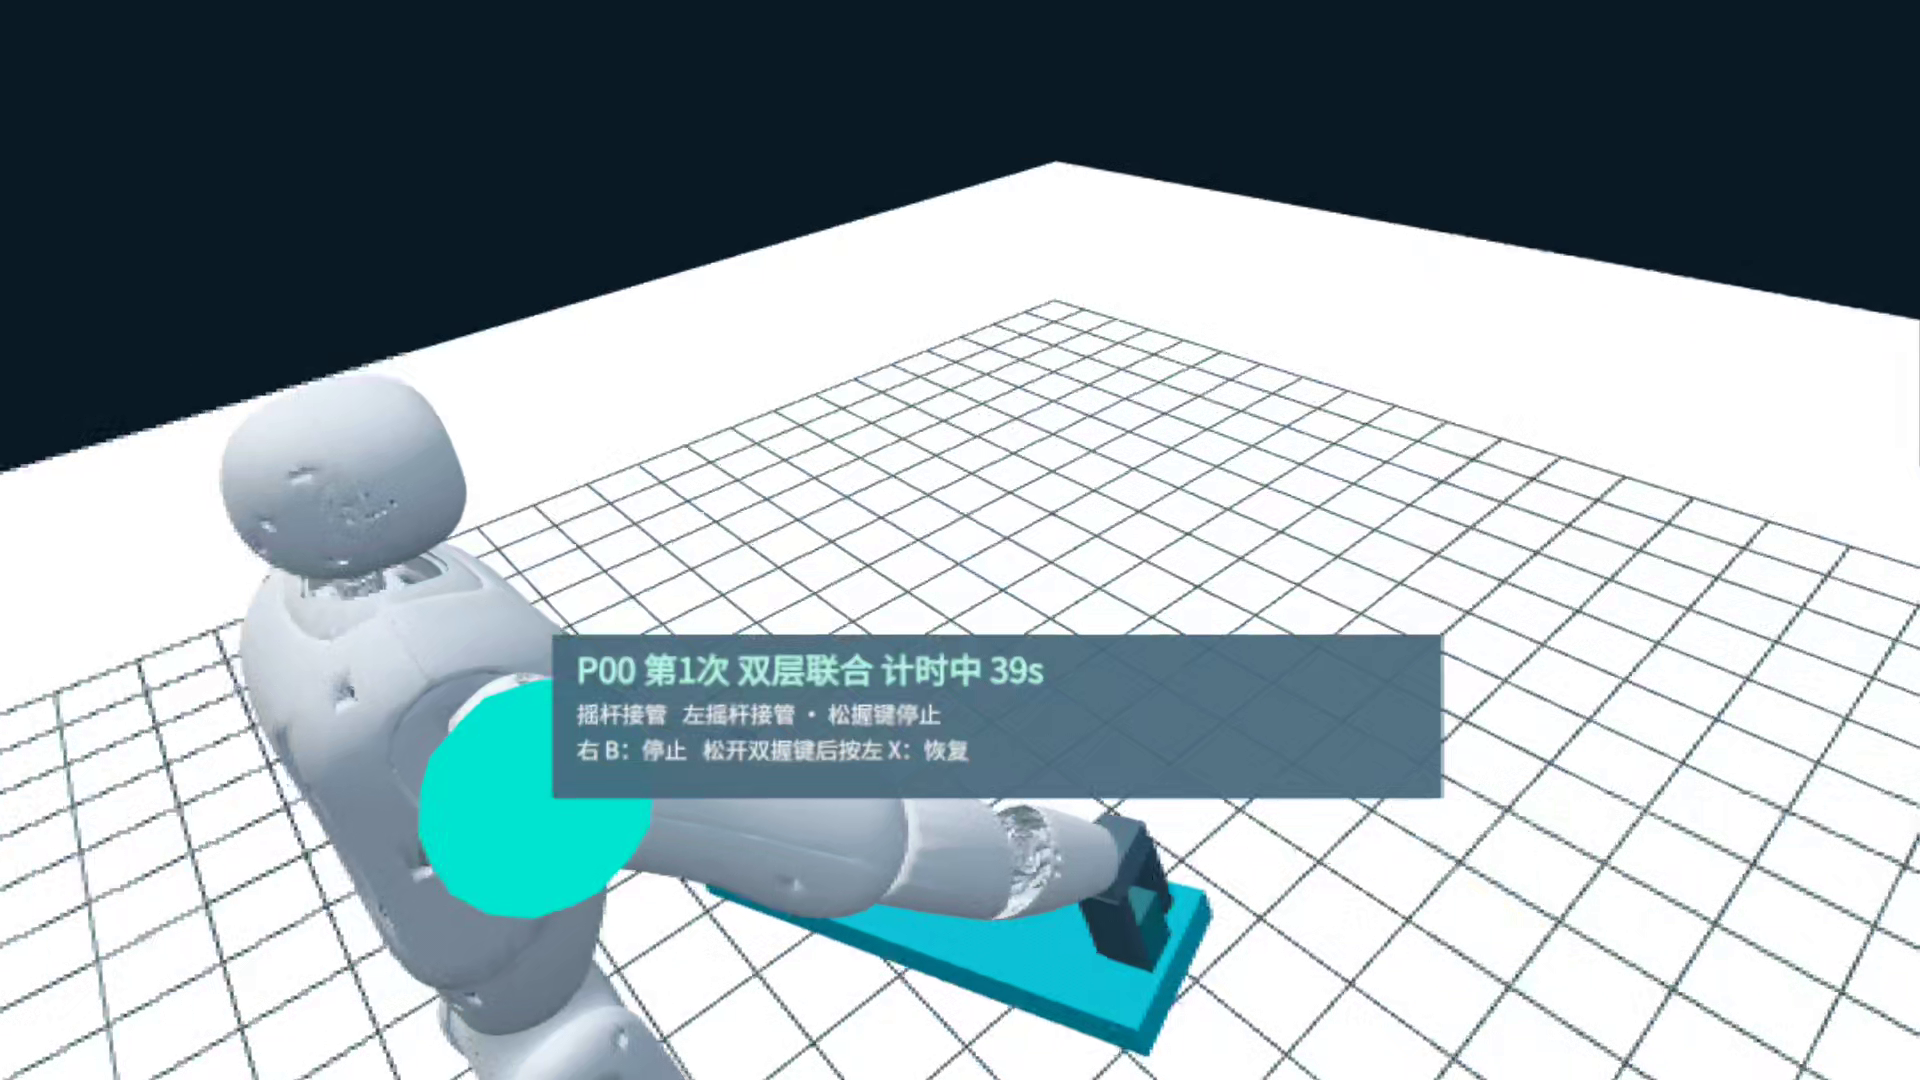 P00 第1次 双层联合 计时中 39s
摇杆接管 左摇杆接管 · 松握键停止
右 B：停止 松开双握键后按左 X：恢复